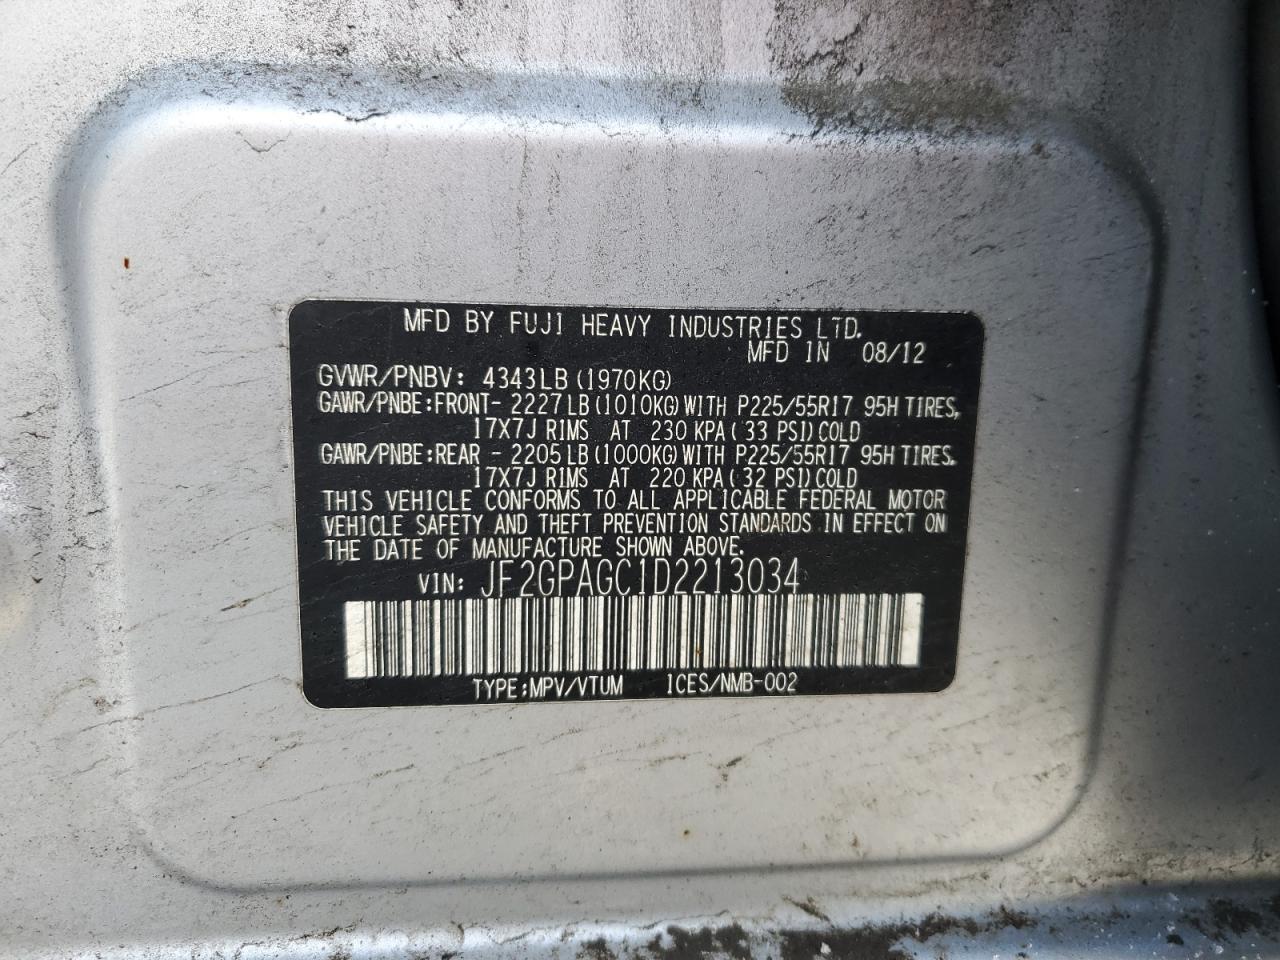 MFD BY FUJI HEAVY INDUSTRIES LTD.
MFD IN 08/12
GVWR/PNBV: 4343LB (1970KG)
GAWR/PNBE:FRONT- 2227LB (1010KG) WITH P225/55R17 95H TIRES,
17X7J RIMS AT 230 KPA ( 33 PSI) COLD
GAWR/PNBE:REAR - 2205LB (1000KG) WITH P225/55R17 95H TIRES.
17X7J RIMS AT 220 KPA ( 32 PSI) COLD
THIS VEHICLE CONFORMS TO ALL APPLICABLE FEDERAL MOTOR
VEHICLE SAFETY AND THEFT PREVENTION STANDARDS IN EFFECT ON
THE DATE OF MANUFACTURE SHOWN ABOVE.
VIN: JF2GPAGC1D2213034
TYPE:MPV/VTUM ICES/NMB-002